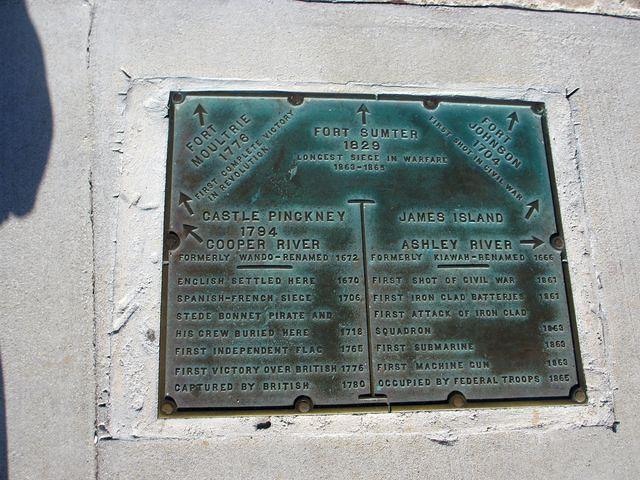 FORT
MOULTRIE
1776
FIRST COMPLETE VICTORY
IN REVOLUTION
FORT SUMTER
1829
LONGEST SIEGE IN WARFARE
1863-1865
FORT
JOHNSON
1704
FIRST SHOT IN CIVIL WAR
CASTLE PINCKNEY
1794
COOPER RIVER
FORMERLY WANDO-RENAMED 1672
ENGLISH SETTLED HERE 1670
SPANISH-FRENCH SIEGE 1706
STEDE BONNET PIRATE AND
HIS CREW BURIED HERE 1718
FIRST INDEPENDENT FLAG 1765
FIRST VICTORY OVER BRITISH 1776
CAPTURED BY BRITISH 1780
JAMES ISLAND
ASHLEY RIVER
FORMERLY KIAWAH-RENAMED 1666
FIRST SHOT OF CIVIL WAR 1861
FIRST IRON CLAD BATTERIES 1861
FIRST ATTACK OF IRON CLAD
SQUADRON 1863
FIRST SUBMARINE 1863
FIRST MACHINE GUN 1863
OCCUPIED BY FEDERAL TROOPS 1865